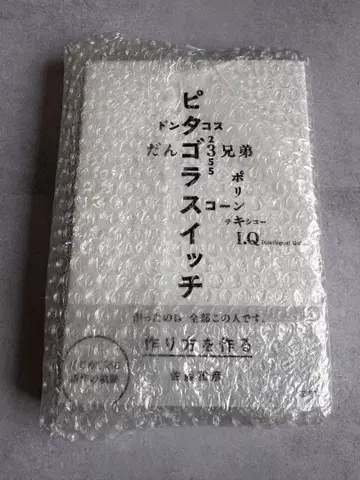 ピタゴラスイッチ
ドンタコス
だんゴ3兄弟
2355
ポリンキー
スコーン
I.Q
作ったのは 全部この人です。
作り方を作る
佐藤雅彦